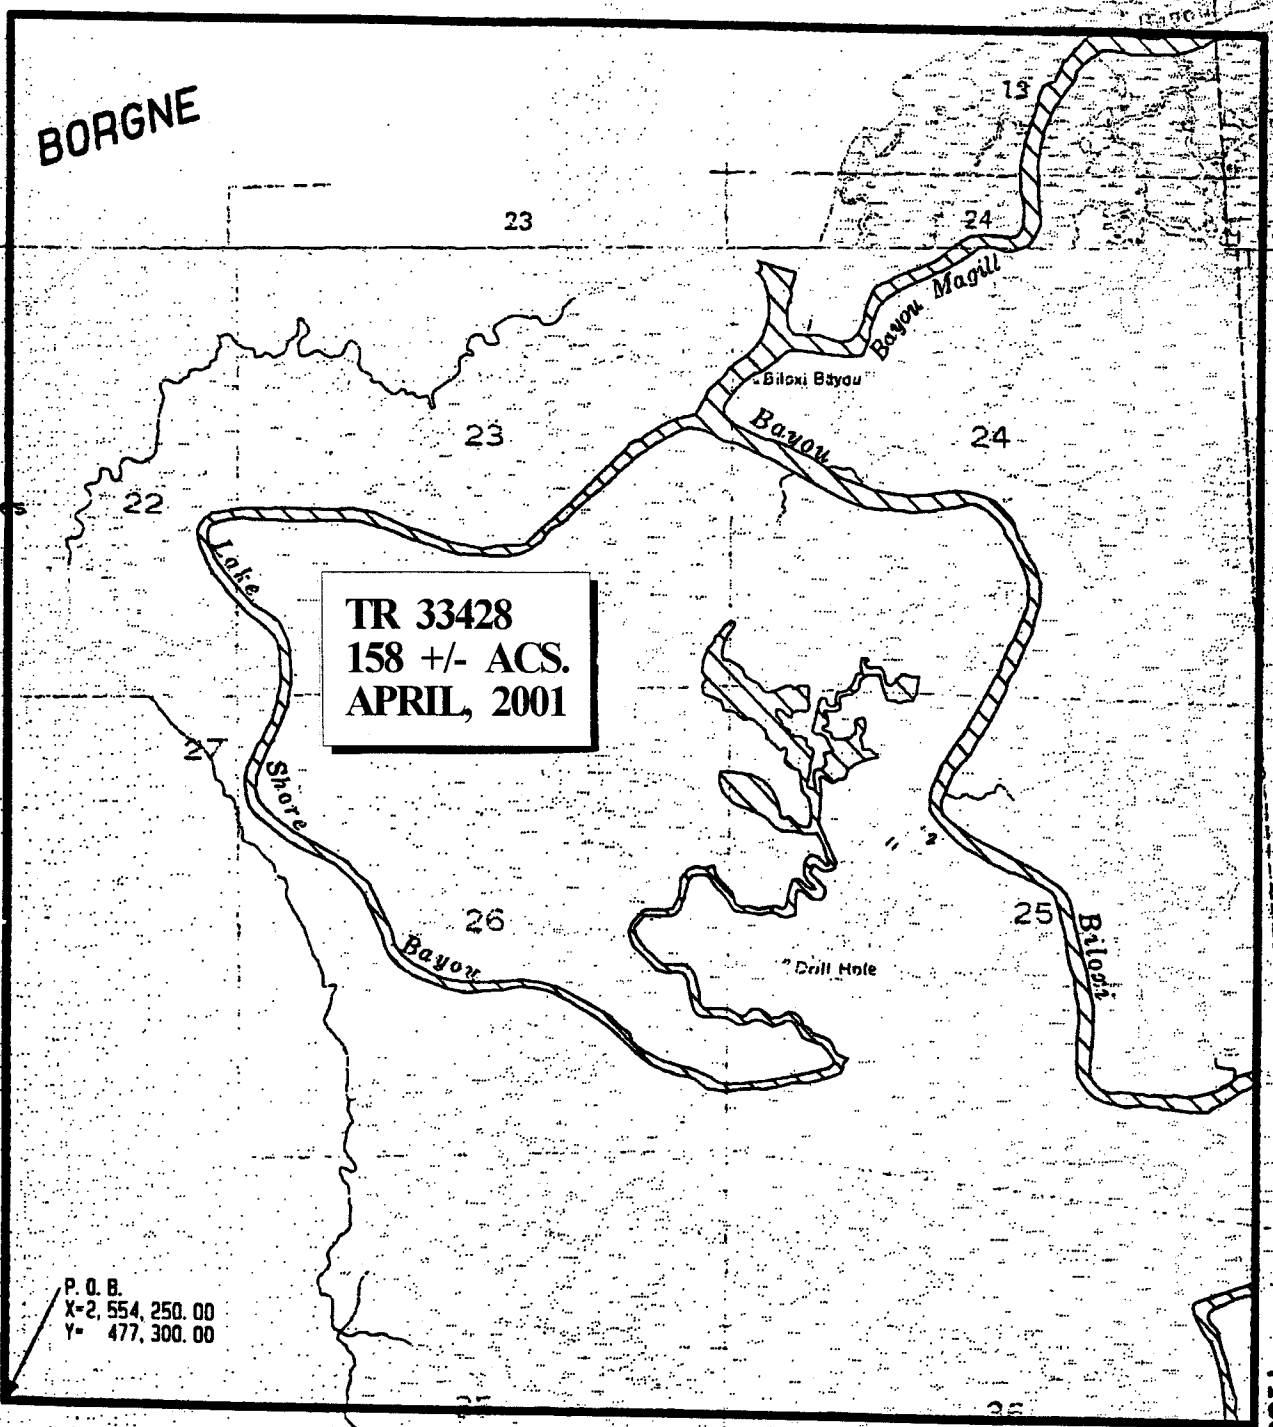 BORGNE
13
23
24
Bayou Magill
Biloxi Bayou
Bayou
23
24
22
Lake
TR 33428
158 +/- ACS.
APRIL, 2001
27
Shore
26
25
Bayou
Biloxi
Drill Hole
P. O. B.
X=2, 554, 250. 00
Y= 477, 300. 00